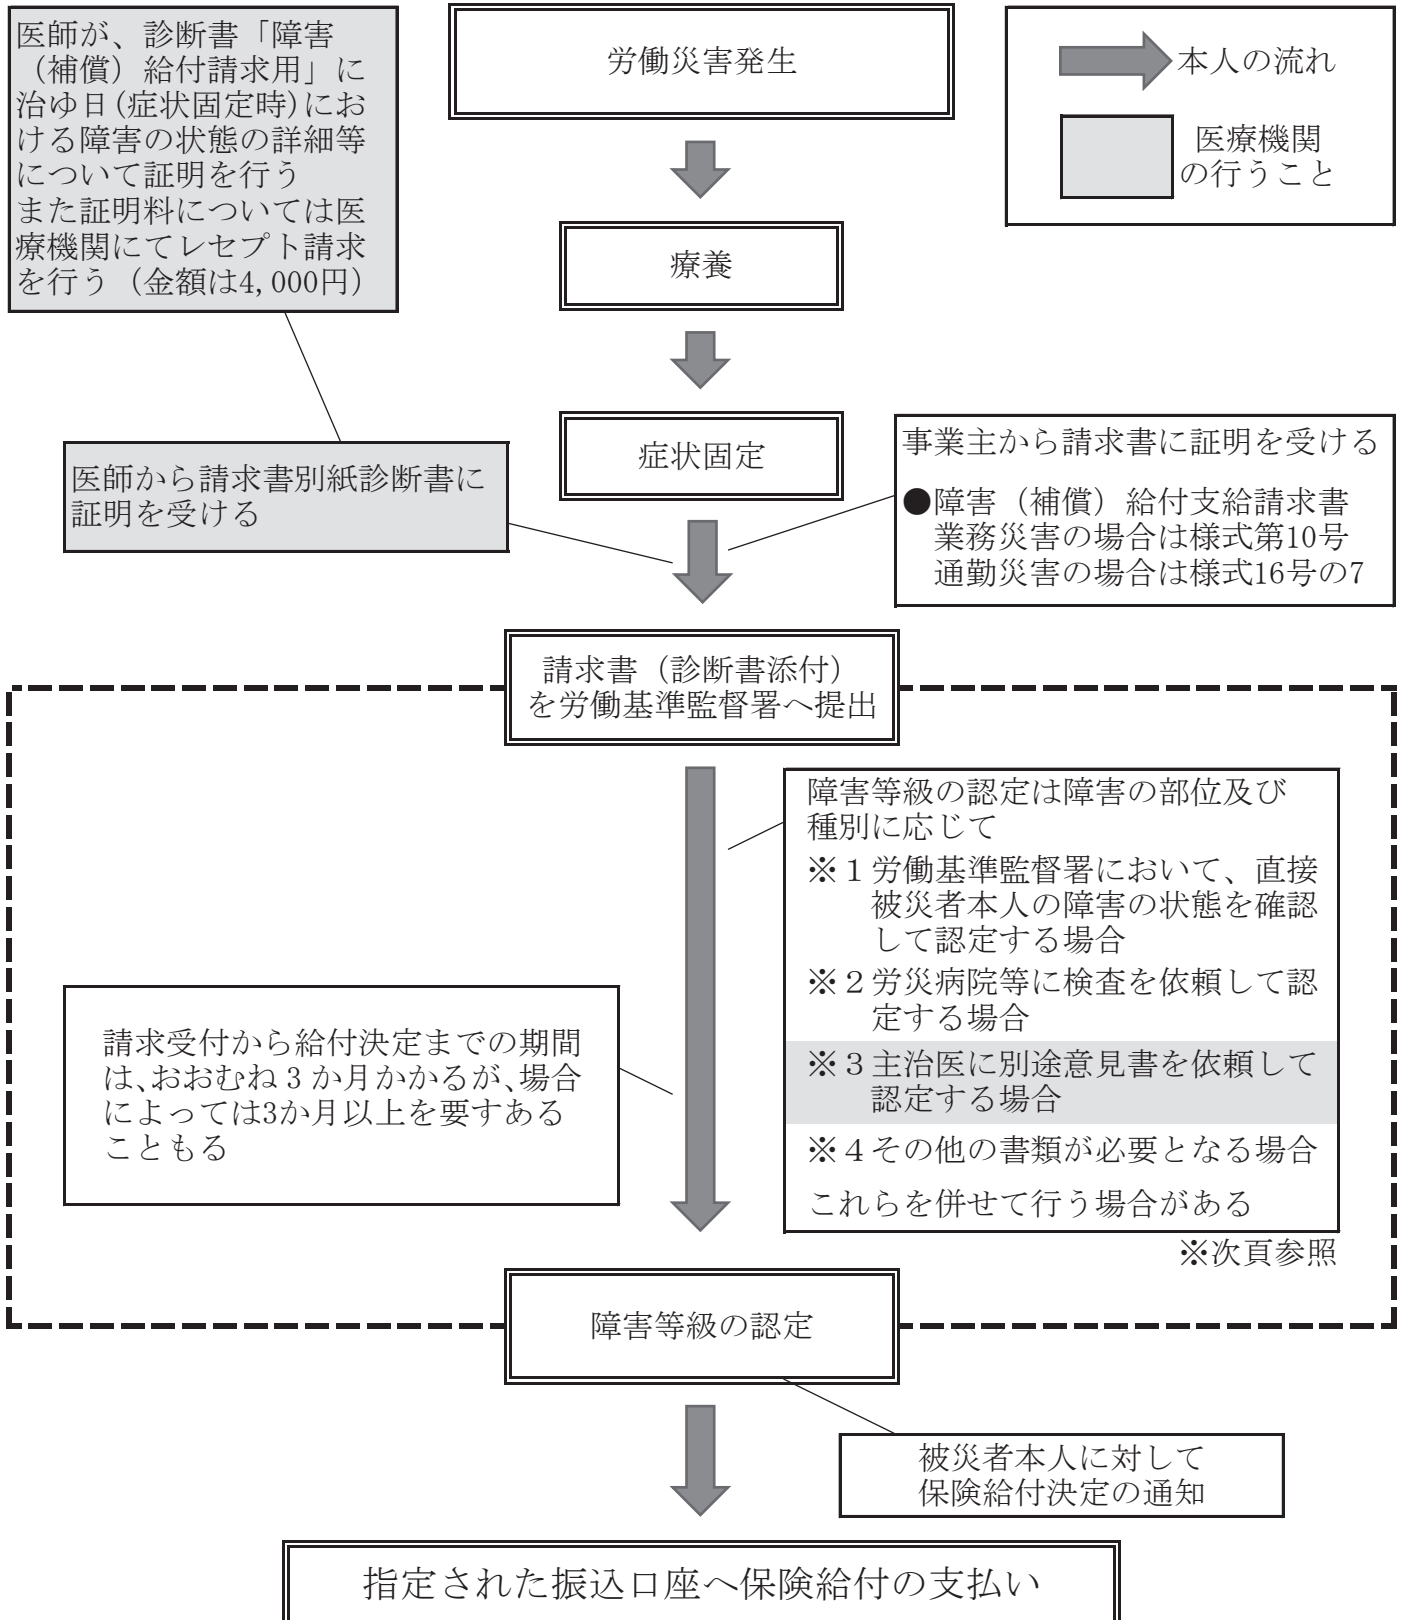 医師が、診断書「障害
（補償）給付請求用」に
治ゆ日(症状固定時)にお
ける障害の状態の詳細等
について証明を行う
また証明料については医
療機関にてレセプト請求
を行う（金額は4,000円）
労働災害発生
本人の流れ
医療機関
の行うこと
療養
症状固定
医師から請求書別紙診断書に
証明を受ける
事業主から請求書に証明を受ける
●障害（補償）給付支給請求書
業務災害の場合は様式第10号
通勤災害の場合は様式16号の7
請求書（診断書添付）
を労働基準監督署へ提出
障害等級の認定は障害の部位及び
種別に応じて
※１労働基準監督署において、直接
被災者本人の障害の状態を確認
して認定する場合
※２労災病院等に検査を依頼して認
定する場合
※３主治医に別途意見書を依頼して
認定する場合
※４その他の書類が必要となる場合
これらを併せて行う場合がある
※次頁参照
請求受付から給付決定までの期間
は、おおむね３か月かかるが、場合
によっては3か月以上を要すある
こともる
障害等級の認定
被災者本人に対して
保険給付決定の通知
指定された振込口座へ保険給付の支払い